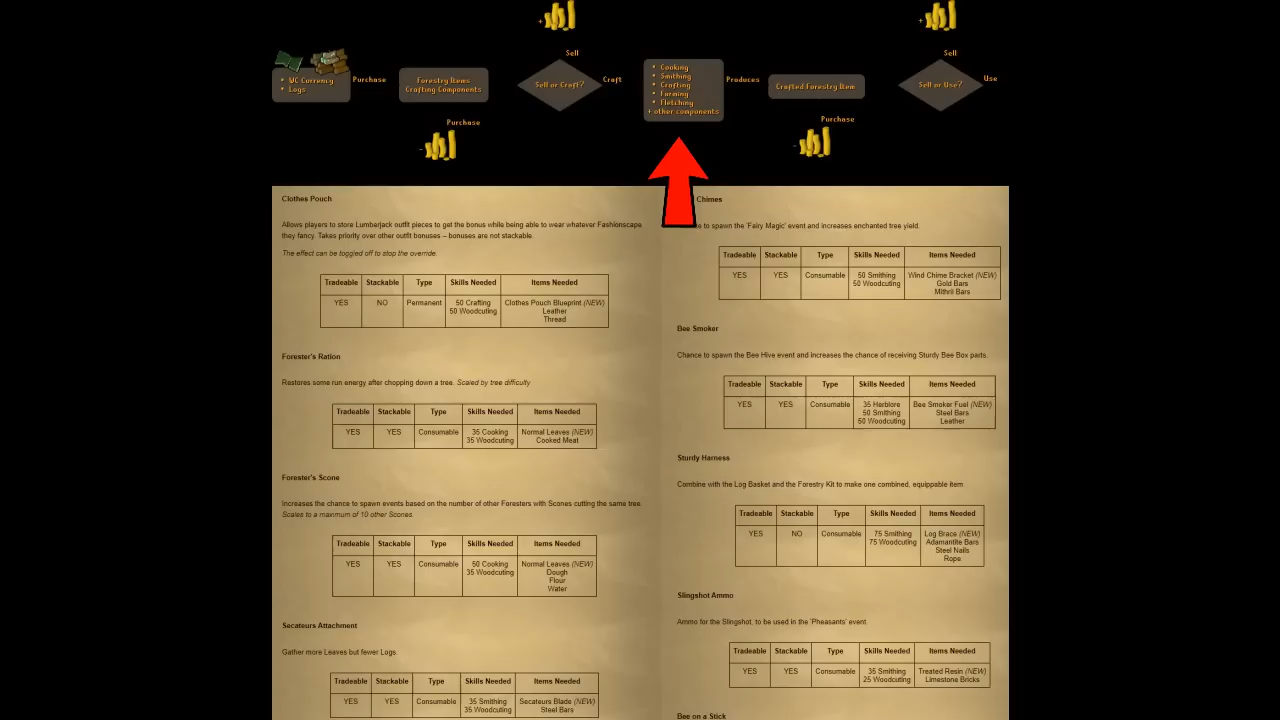 +
+
Sell
Sell
WC Currency
Logs
Purchase
Forestry Items
Crafting Components
Sell or Craft?
Craft
Cooking
Smithing
Crafting
Farming
Fletching
+ other components
Produces
Crafted Forestry Item
Sell or Use?
Use
Purchase
-
Purchase
-
Clothes Pouch
Allows players to store Lumberjack outfit pieces to get the bonus while being able to wear whatever Fashionscape
they fancy. Takes priority over other outfit bonuses – bonuses are not stackable.
The effect can be toggled off to stop the override.
Tradeable Stackable Type Skills Needed Items Needed
YES NO Permanent 50 Crafting Clothes Pouch Blueprint (NEW)
50 Woodcuting Leather
Thread
Forester's Ration
Restores some run energy after chopping down a tree. Scaled by tree difficulty
Tradeable Stackable Type Skills Needed Items Needed
YES YES Consumable 35 Cooking Normal Leaves (NEW)
35 Woodcuting Cooked Meat
Forester's Scone
Increases the chance to spawn events based on the number of other Foresters with Scones cutting the same tree.
Scales to a maximum of 10 other Scones.
Tradeable Stackable Type Skills Needed Items Needed
YES YES Consumable 50 Cooking Normal Leaves (NEW)
35 Woodcuting Dough
Flour
Water
Secateurs Attachment
Gather more Leaves but fewer Logs.
Tradeable Stackable Type Skills Needed Items Needed
YES YES Consumable 35 Smithing Secateurs Blade (NEW)
35 Woodcuting Steel Bars
Chimes
to spawn the 'Fairy Magic' event and increases enchanted tree yield.
Tradeable Stackable Type Skills Needed Items Needed
YES YES Consumable 50 Smithing Wind Chime Bracket (NEW)
50 Woodcuting Gold Bars
Mithril Bars
Bee Smoker
Chance to spawn the Bee Hive event and increases the chance of receiving Sturdy Bee Box parts.
Tradeable Stackable Type Skills Needed Items Needed
YES YES Consumable 35 Herblore Bee Smoker Fuel (NEW)
50 Smithing Steel Bars
50 Woodcuting Leather
Sturdy Harness
Combine with the Log Basket and the Forestry Kit to make one combined, equippable item
Tradeable Stackable Type Skills Needed Items Needed
YES NO Consumable 75 Smithing Log Brace (NEW)
75 Woodcuting Adamantite Bars
Steel Nails
Rope
Slingshot Ammo
Ammo for the Slingshot, to be used in the 'Pheasants' event.
Tradeable Stackable Type Skills Needed Items Needed
YES YES Consumable 35 Smithing Treated Resin (NEW)
25 Woodcuting Limestone Bricks
Bee on a Stick